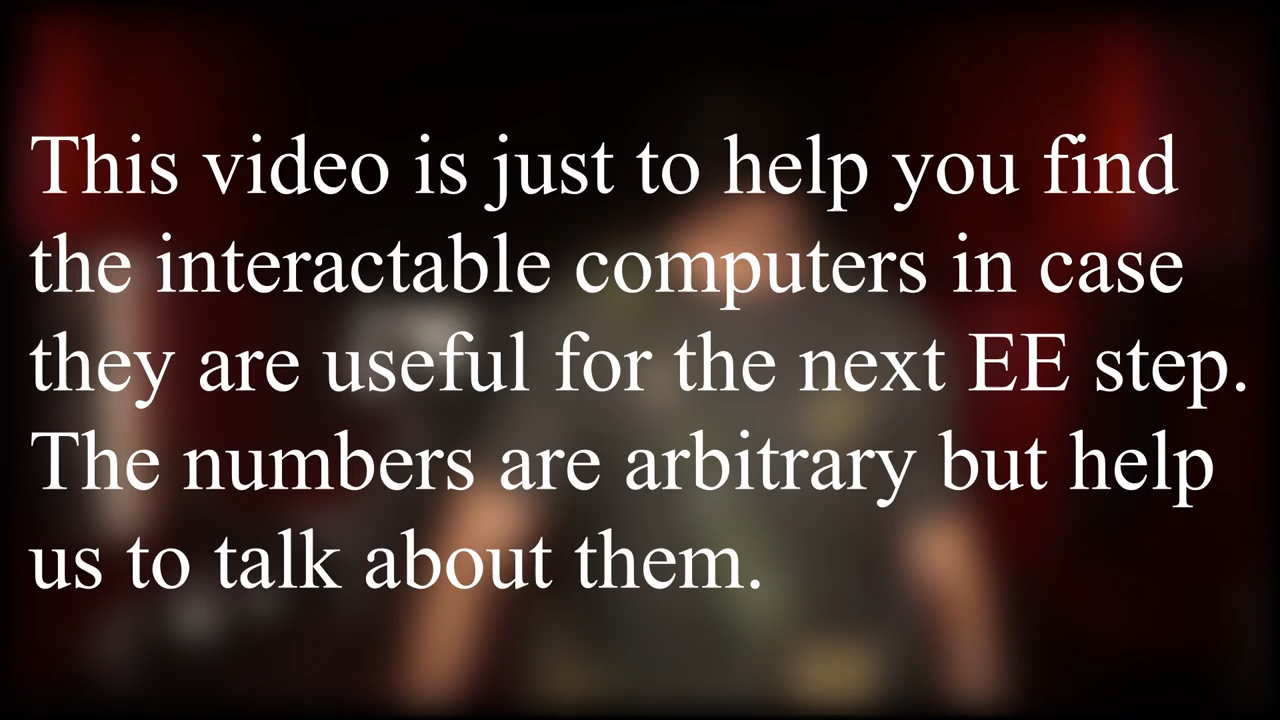 This video is just to help you find
the interactable computers in case
they are useful for the next EE step.
The numbers are arbitrary but help
us to talk about them.